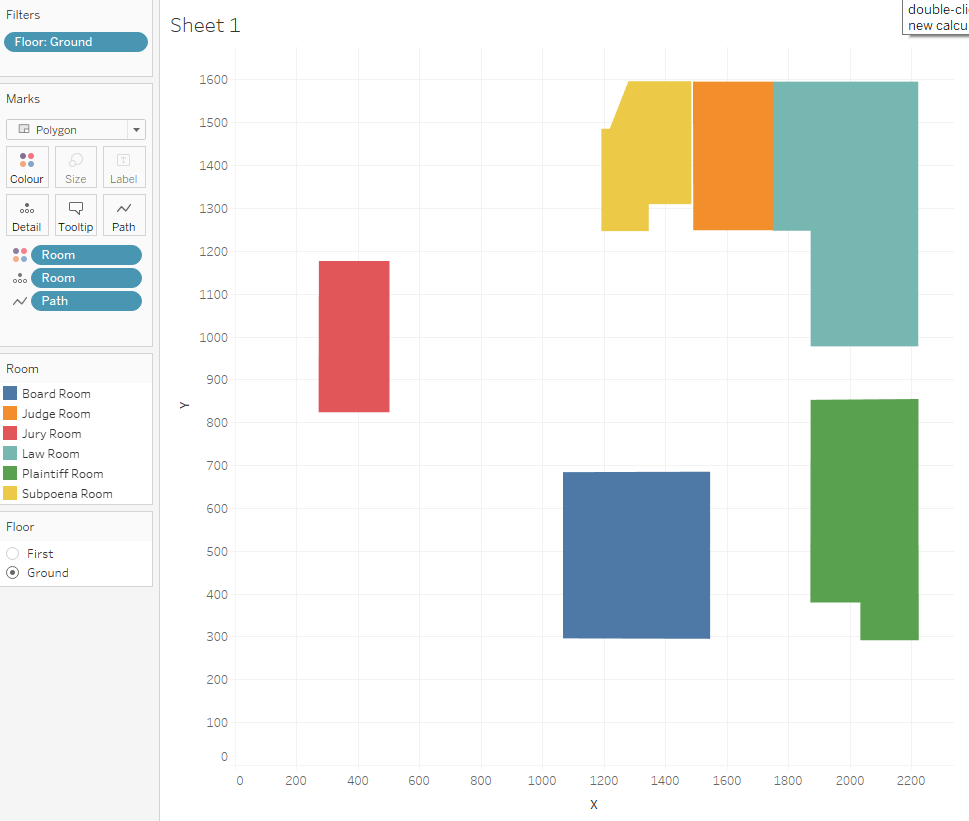 Filters
Floor: Ground
Marks
Polygon
Colour
Size
Label
Detail
Tooltip
Path
Room
Room
Path
Room
Board Room
Judge Room
Jury Room
Law Room
Plaintiff Room
Subpoena Room
Floor
First
Ground
Sheet 1
new calcu
Y
1600
1500
1400
1300
1200
1100
1000
900
800
700
600
500
400
300
200
100
0
0 200 400 600 800 1000 1200 1400 1600 1800 2000 2200
X